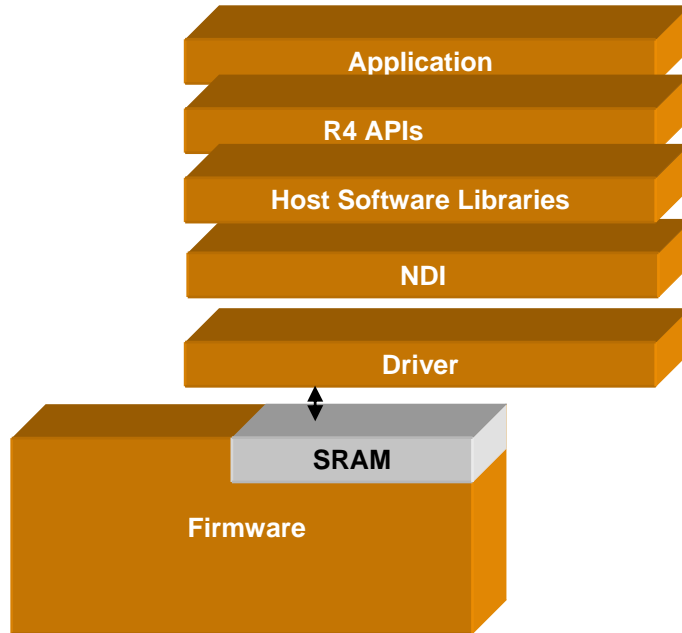 Application
R4 APIs
Host Software Libraries
NDI
Driver
SRAM
Firmware